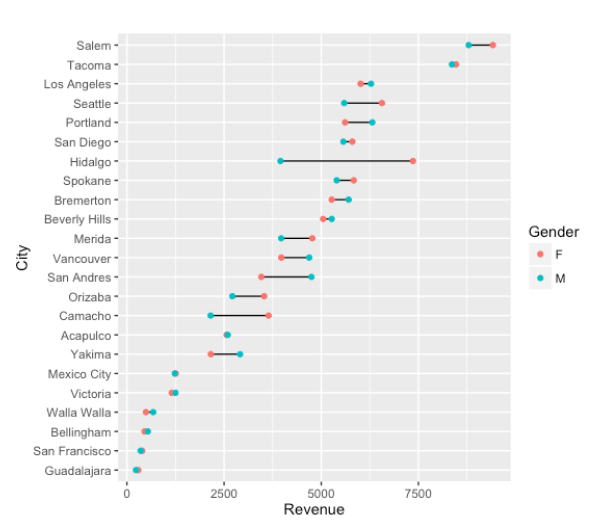 Salem
Tacoma
Los Angeles
Seattle
Portland
San Diego
Hidalgo
Spokane
Bremerton
Beverly Hills
Merida
Vancouver
San Andres
Orizaba
Camacho
Acapulco
Yakima
Mexico City
Victoria
Walla Walla
Bellingham
San Francisco
Guadalajara
City
0 2500 5000 7500
Revenue
Gender
F
M